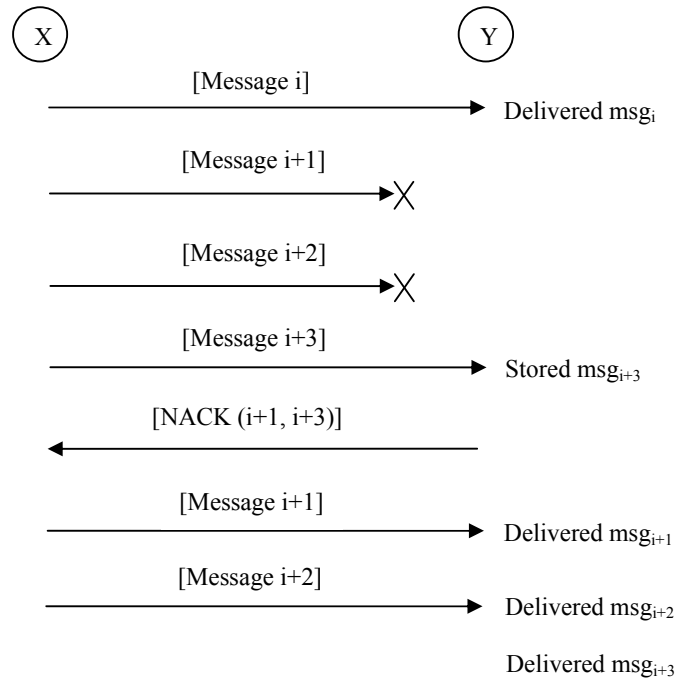 X Y
[Message i]
Delivered msgᵢ
[Message i+1]
[Message i+2]
[Message i+3]
Stored msgᵢ₊₃
[NACK (i+1, i+3)]
[Message i+1]
Delivered msgᵢ₊₁
[Message i+2]
Delivered msgᵢ₊₂
Delivered msgᵢ₊₃